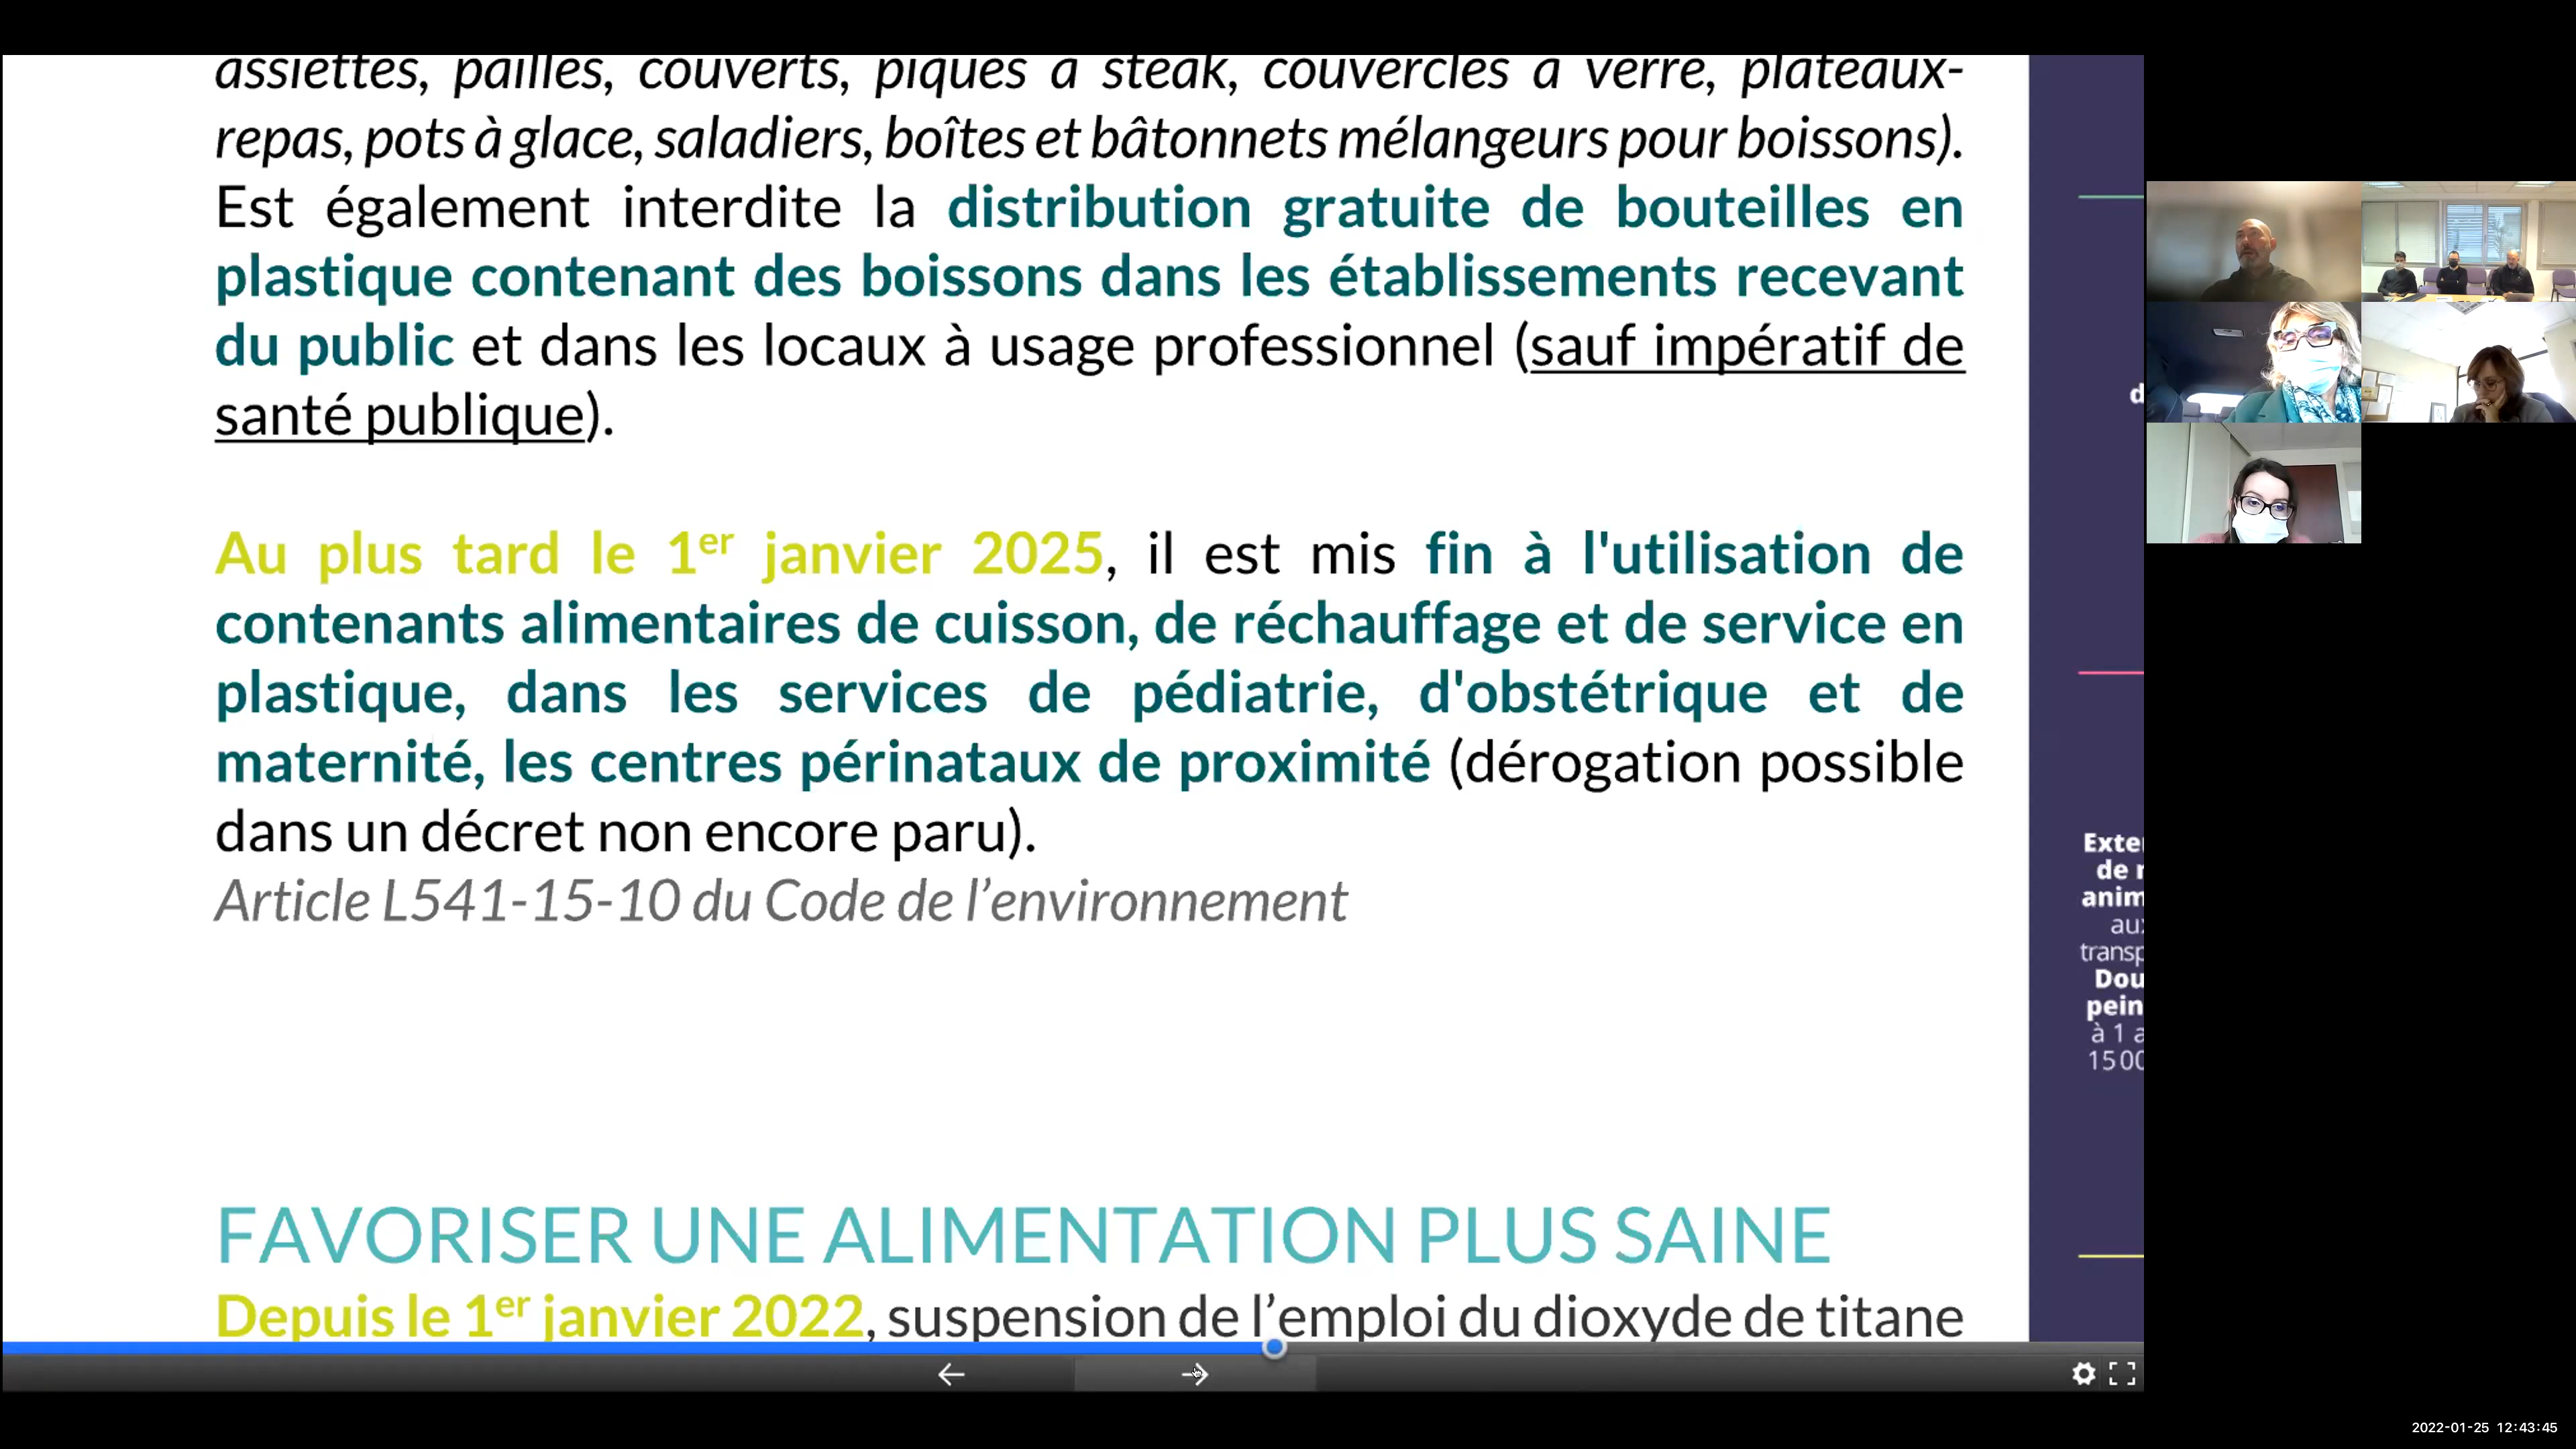 assiettes, pailles, couverts, piques à steak, couvercles à verre, plateaux-
repas, pots à glace, saladiers, boîtes et bâtonnets mélangeurs pour boissons).
Est également interdite la distribution gratuite de bouteilles en
plastique contenant des boissons dans les établissements recevant
du public et dans les locaux à usage professionnel (sauf impératif de
santé publique).
Au plus tard le 1er janvier 2025, il est mis fin à l'utilisation de
contenants alimentaires de cuisson, de réchauffage et de service en
plastique, dans les services de pédiatrie, d'obstétrique et de
maternité, les centres périnataux de proximité (dérogation possible
dans un décret non encore paru).
Article L541-15-10 du Code de l’environnement
FAVORISER UNE ALIMENTATION PLUS SAINE
Depuis le 1er janvier 2022, suspension de l’emploi du dioxyde de titane
d
Exte
de
anim
au
transp
Dou
pein
à 1 a
15 00
2022-01-25 12:43:45